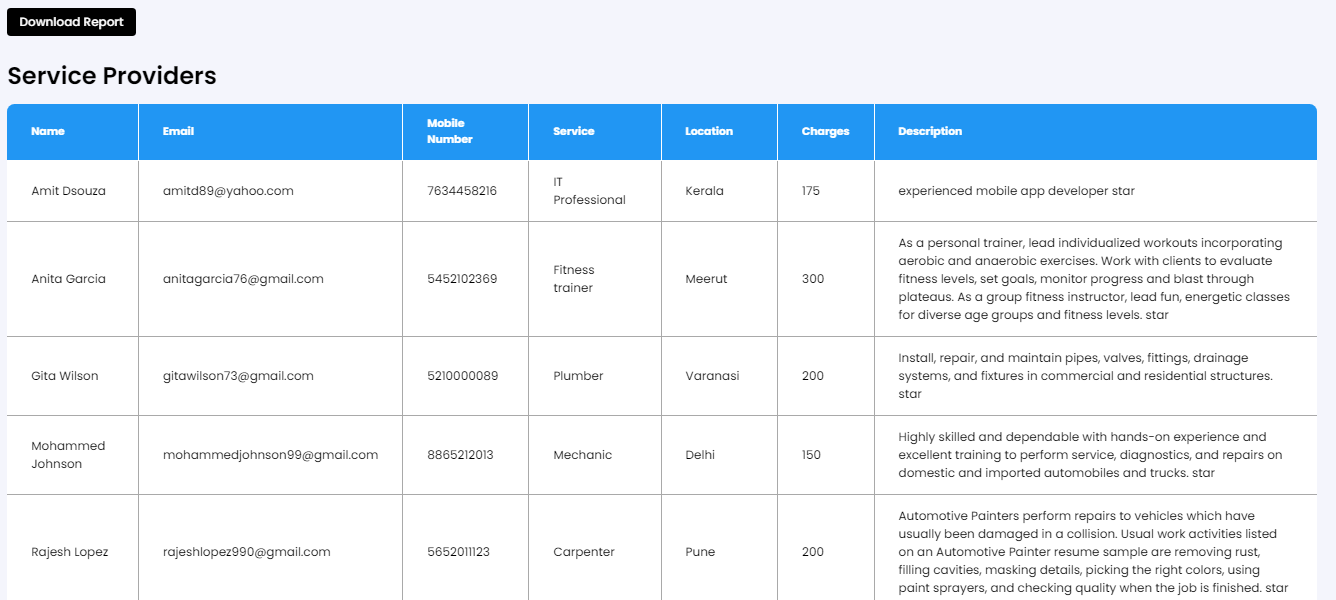 Download Report
Service Providers
Name Email Mobile Number Service Location Charges Description
Amit Dsouza amitd89@yahoo.com 7634458216 IT Professional Kerala 175 experienced mobile app developer star
Anita Garcia anitagarcia76@gmail.com 5452102369 Fitness trainer Meerut 300 As a personal trainer, lead individualized workouts incorporating
aerobic and anaerobic exercises. Work with clients to evaluate
fitness levels, set goals, monitor progress and blast through
plateaus. As a group fitness instructor, lead fun, energetic classes
for diverse age groups and fitness levels. star
Gita Wilson gitawilson73@gmail.com 5210000089 Plumber Varanasi 200 Install, repair, and maintain pipes, valves, fittings, drainage
systems, and fixtures in commercial and residential structures.
star
Mohammed Johnson mohammedjohnson99@gmail.com 8865212013 Mechanic Delhi 150 Highly skilled and dependable with hands-on experience and
excellent training to perform service, diagnostics, and repairs on
domestic and imported automobiles and trucks. star
Rajesh Lopez rajeshlopez990@gmail.com 5652011123 Carpenter Pune 200 Automotive Painters perform repairs to vehicles which have
usually been damaged in a collision. Usual work activities listed
on an Automotive Painter resume sample are removing rust,
filling cavities, masking details, picking the right colors, using
paint sprayers, and checking quality when the job is finished. star